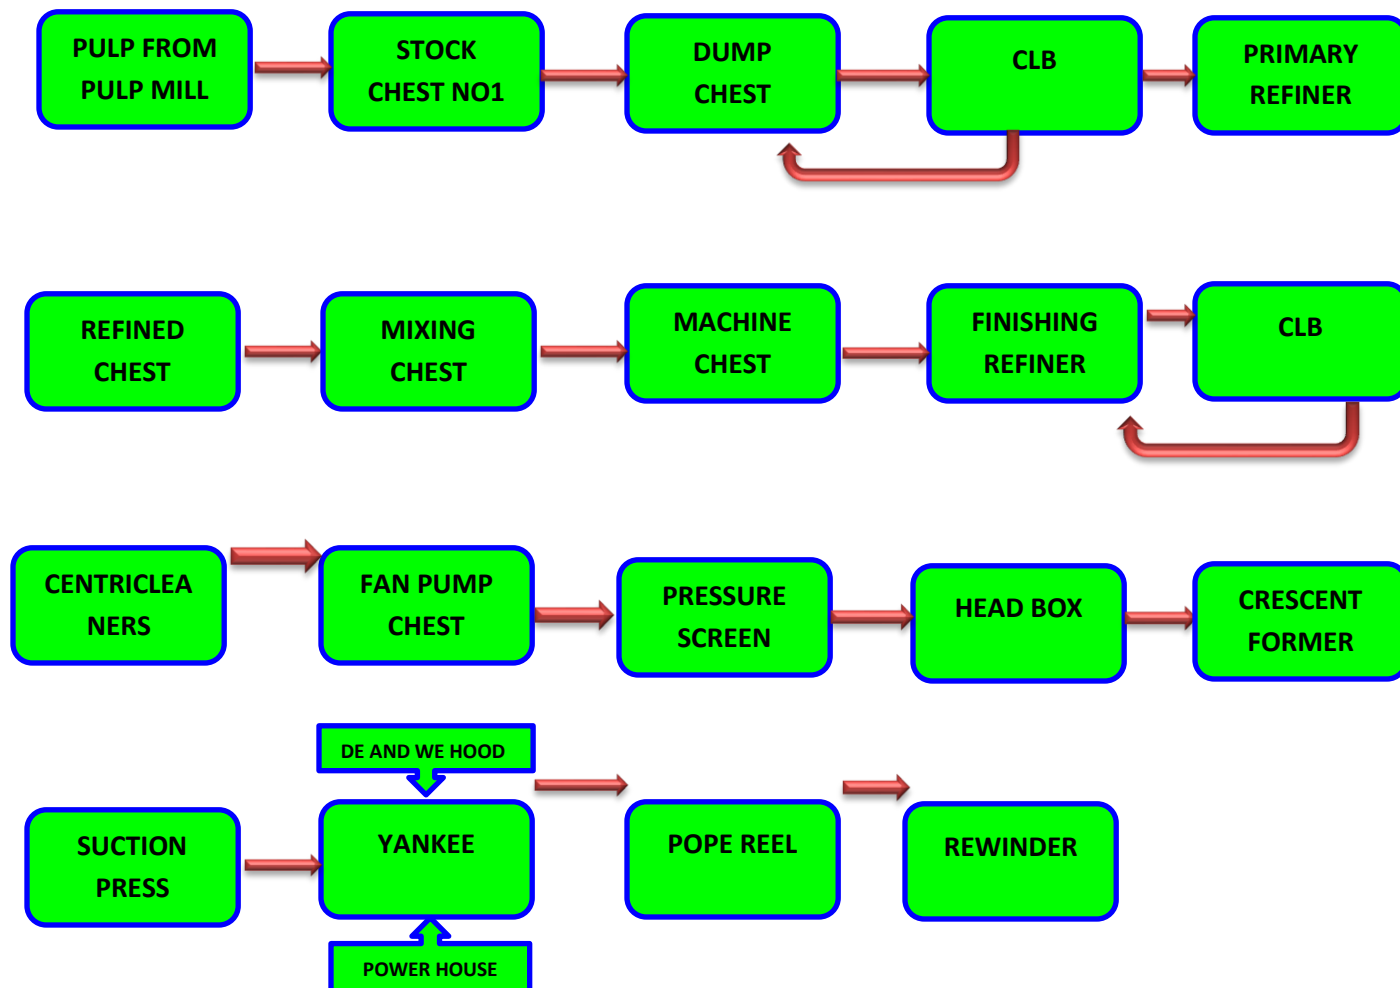 PULP FROM
PULP MILL
STOCK
CHEST NO1
DUMP
CHEST
CLB
PRIMARY
REFINER
REFINED
CHEST
MIXING
CHEST
MACHINE
CHEST
FINISHING
REFINER
CLB
CENTRICLEA
NERS
FAN PUMP
CHEST
PRESSURE
SCREEN
HEAD BOX
CRESCENT
FORMER
DE AND WE HOOD
SUCTION
PRESS
YANKEE
POPE REEL
REWINDER
POWER HOUSE